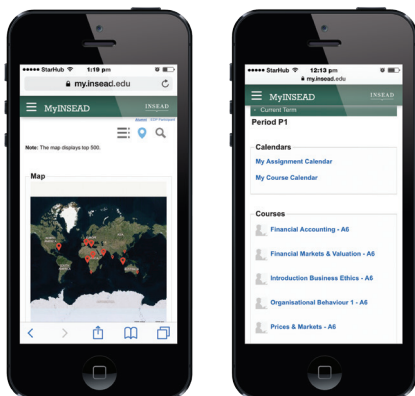 StarHub 1:19 pm
my.insead.edu
MyINSEAD INSEAD
Note: The map displays top 500.
Map
StarHub 12:13 pm
my.insead.edu
MyINSEAD INSEAD
Current Term
Period P1
Calendars
My Assignment Calendar
My Course Calendar
Courses
Financial Accounting - A6
Financial Markets & Valuation - A6
Introduction Business Ethics - A6
Organisational Behaviour 1 - A6
Prices & Markets - A6